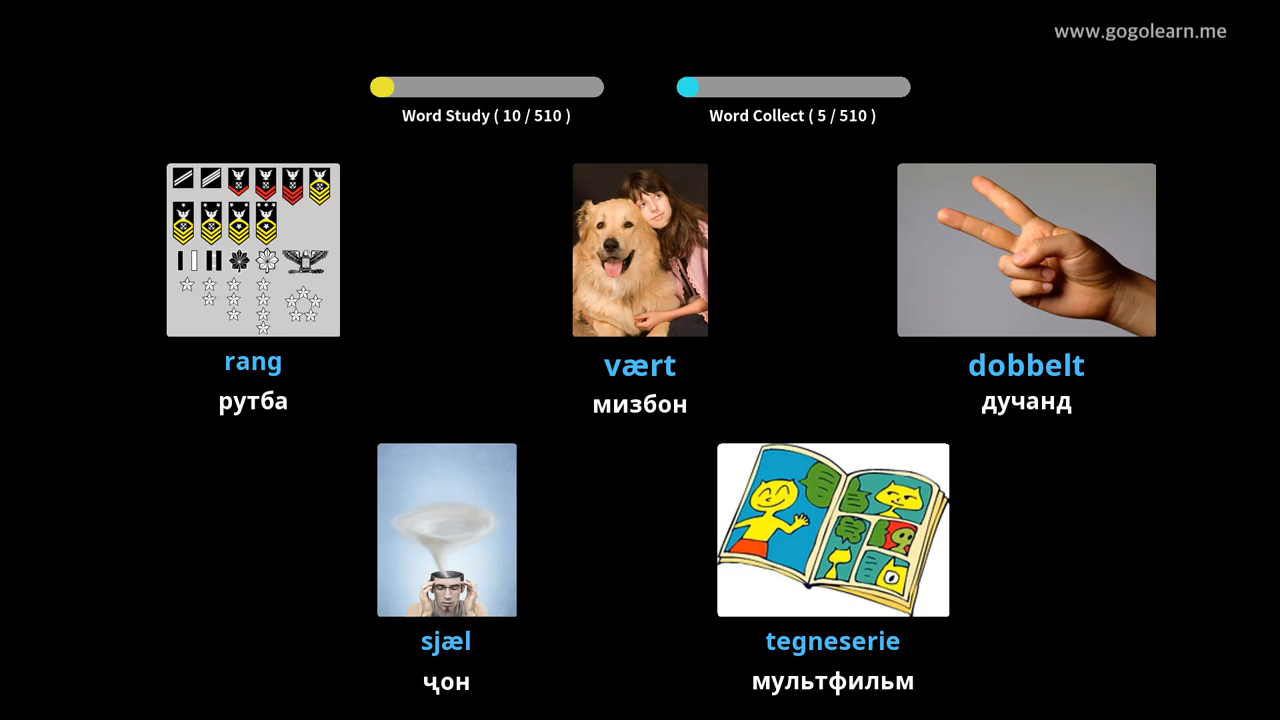 www.gogolearn.me
Word Study ( 10 / 510 )
Word Collect ( 5 / 510 )
rang
vært
dobbelt
рутба
мизбон
дучанд
sjæl
tegneserie
ҷон
мультфильм